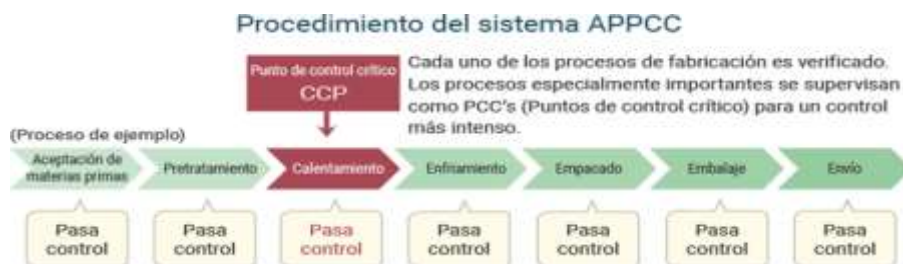 Procedimiento del sistema APPCC
Punto de control crítico
CCP
Cada uno de los procesos de fabricación es verificado.
Los procesos especialmente importantes se supervisan
como PCC's (Puntos de control crítico) para un control
más intenso.
(Proceso de ejemplo)
Aceptación de
materias primas
Pretratamiento
Calentamiento
Enfriamiento
Empacado
Embalaje
Envío
Pasa
control
Pasa
control
Pasa
control
Pasa
control
Pasa
control
Pasa
control
Pasa
control